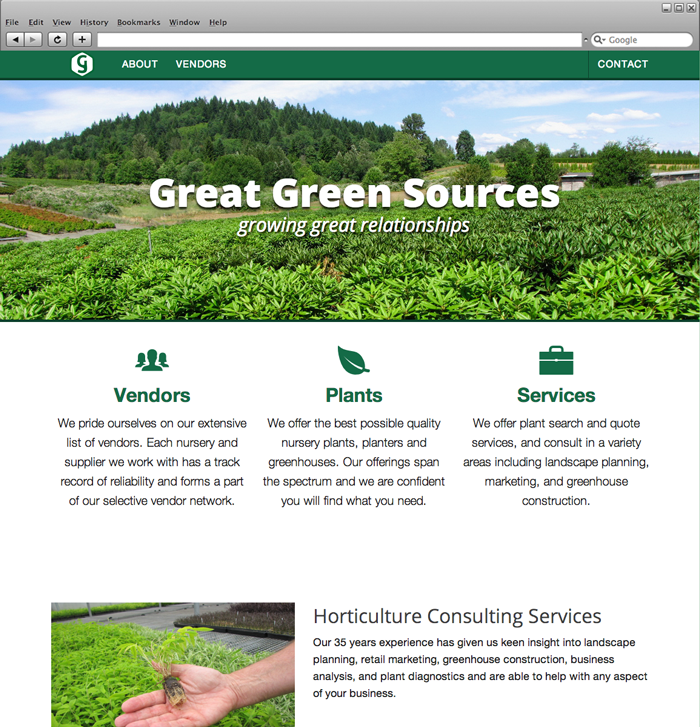 File Edit View History Bookmarks Window Help
Google
g ABOUT VENDORS CONTACT
Great Green Sources
growing great relationships
Vendors
We pride ourselves on our extensive
list of vendors. Each nursery and
supplier we work with has a track
record of reliability and forms a part
of our selective vendor network.
Plants
We offer the best possible quality
nursery plants, planters and
greenhouses. Our offerings span
the spectrum and we are confident
you will find what you need.
Services
We offer plant search and quote
services, and consult in a variety
areas including landscape planning,
marketing, and greenhouse
construction.
Horticulture Consulting Services
Our 35 years experience has given us keen insight into landscape
planning, retail marketing, greenhouse construction, business
analysis, and plant diagnostics and are able to help with any aspect
of your business.